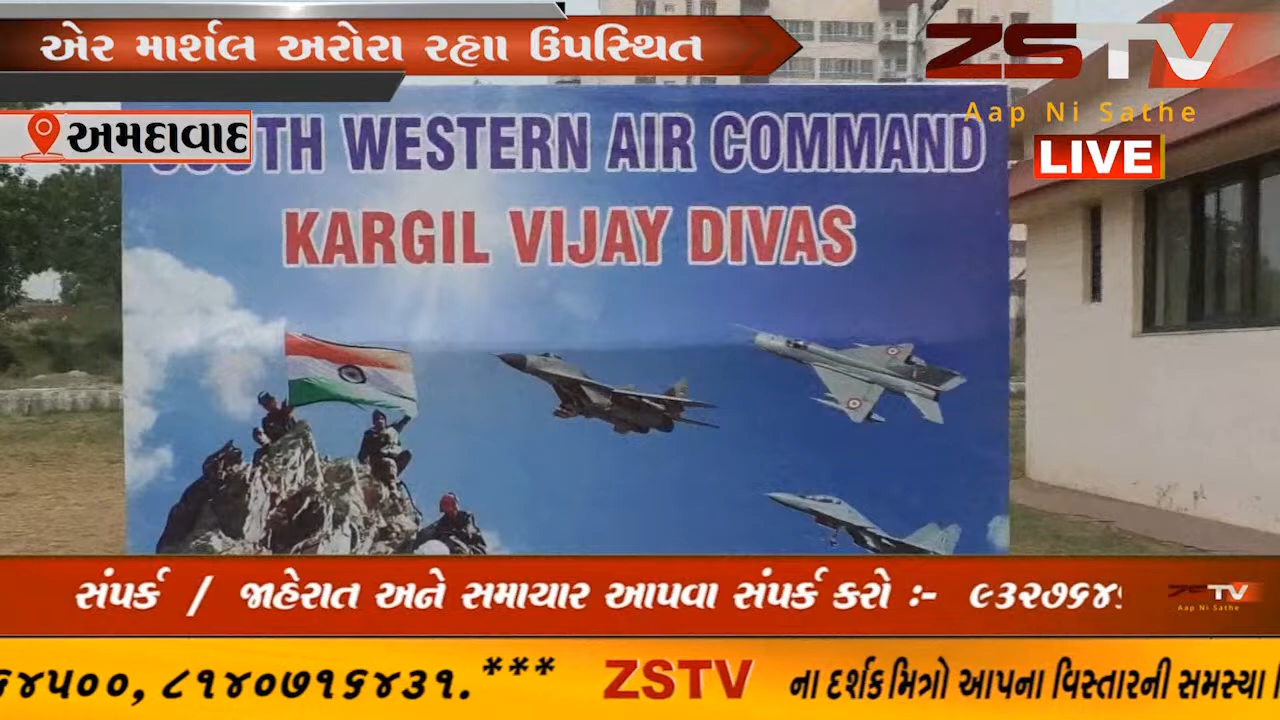 એર માર્શલ અરોરા રહ્યા ઉપસ્થિત
ZSTV
Aap Ni Sathe
LIVE
અમદાવાદ
WESTERN AIR COMMAND
KARGIL VIJAY DIVAS
સંપર્ક / જાહેરાત અને સમાચાર આપવા સંપર્ક કરો :- ૯૩૨૭૬૪
ZSTV
Aap Ni Sathe
૬૪૫૦૦, ૮૧૪૦૭૧૬૪૩૧.*** ZSTV ના દર્શક મિત્રો આપના વિસ્તારની સમસ્યા